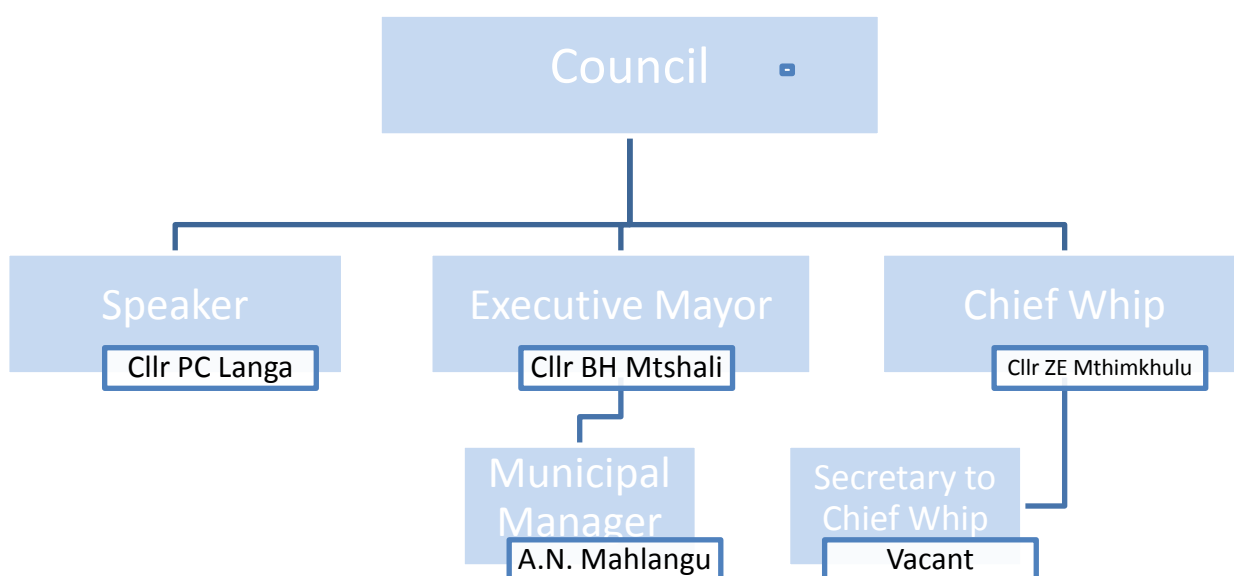 Council
-
Speaker
Cllr PC Langa
Executive Mayor
Cllr BH Mtshali
Chief Whip
Cllr ZE Mthimkhulu
Municipal
Manager
A.N. Mahlangu
Secretary to
Chief Whip
Vacant